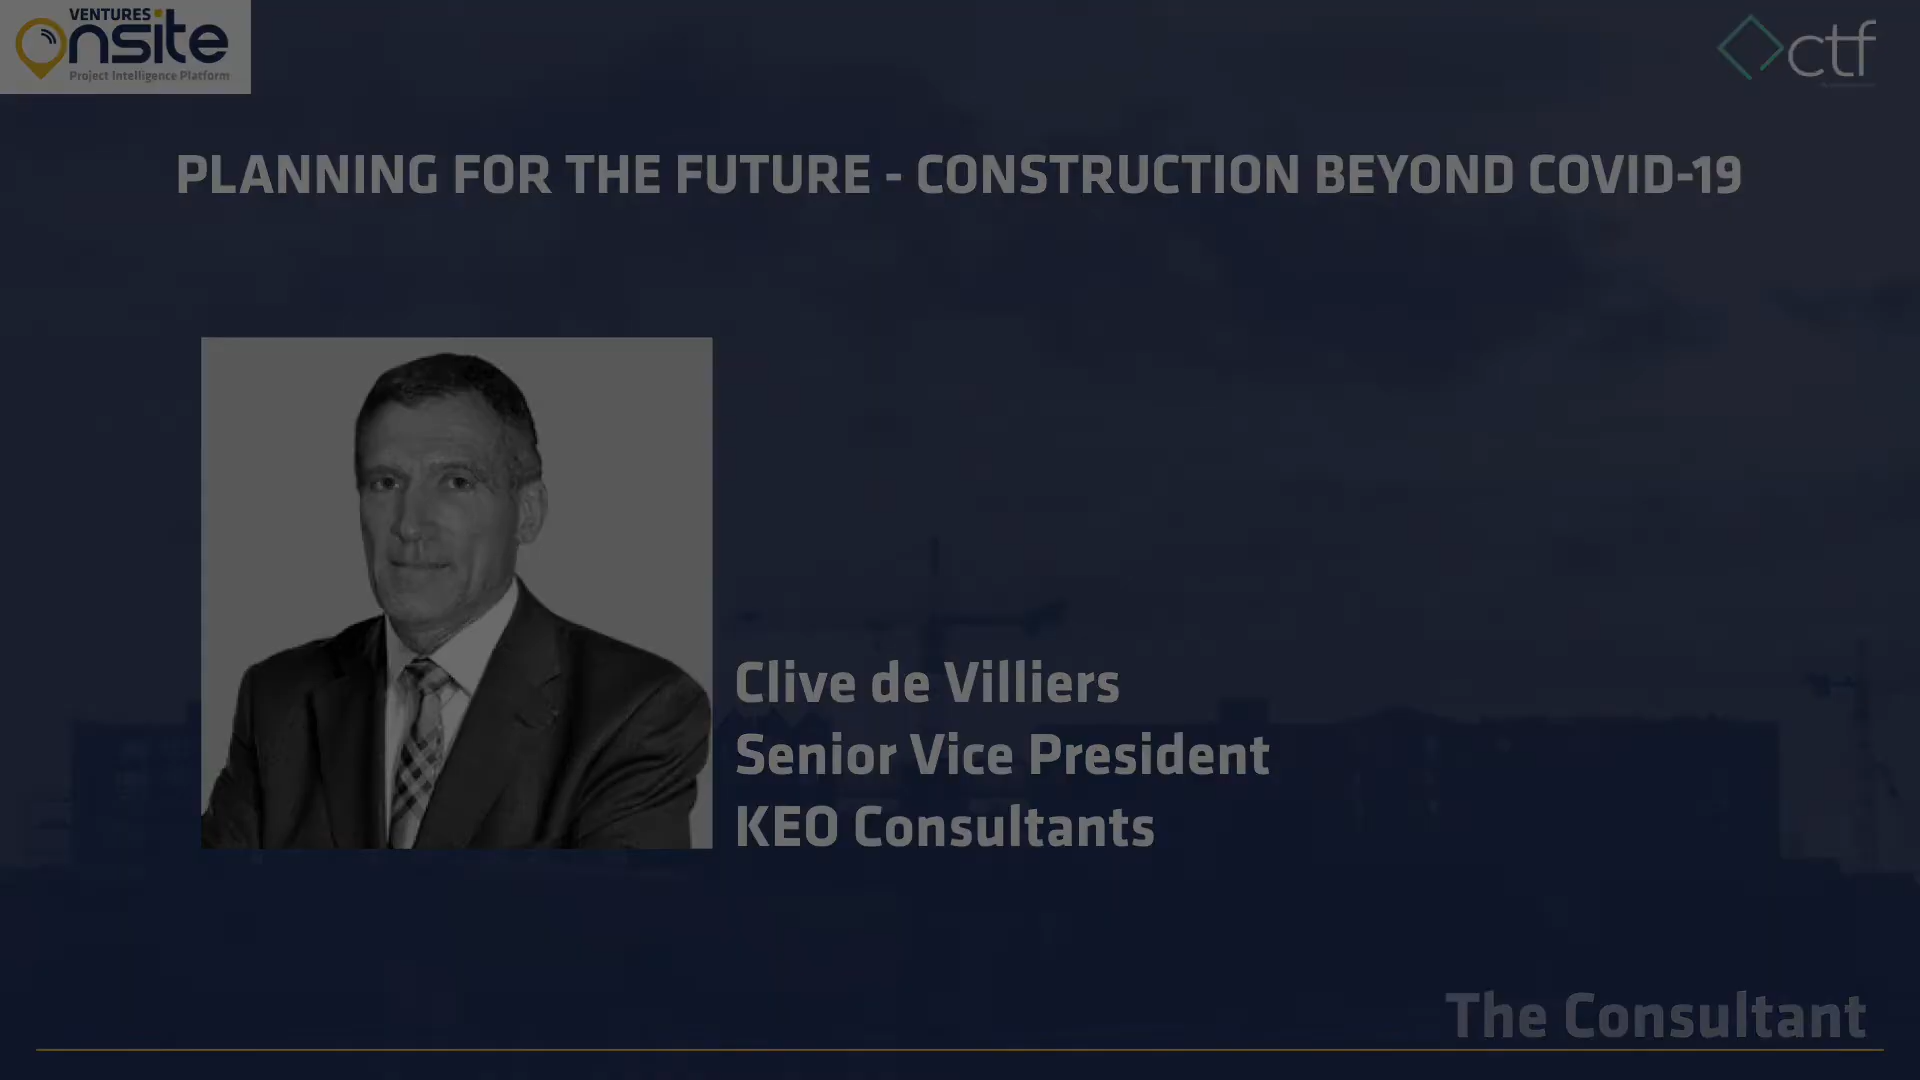 VENTURES
Onsite
Project Intelligence Platform
ctf
PLANNING FOR THE FUTURE - CONSTRUCTION BEYOND COVID-19
Clive de Villiers
Senior Vice President
KEO Consultants
The Consultant